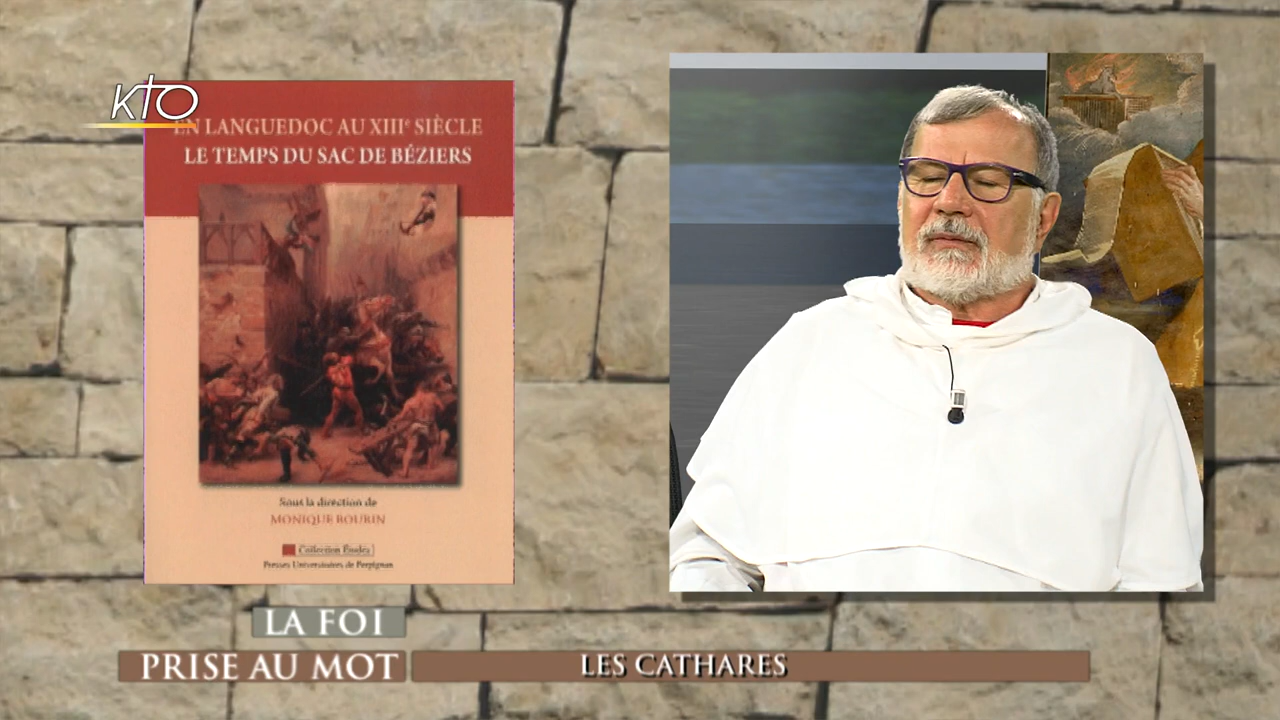 KTO
EN LANGUEDOC AU XIIIe SIÈCLE
LE TEMPS DU SAC DE BÉZIERS
Sous la direction de
MONIQUE BOURIN
Collection Études
Presses Universitaires de Perpignan
LA FOI
PRISE AU MOT
LES CATHARES